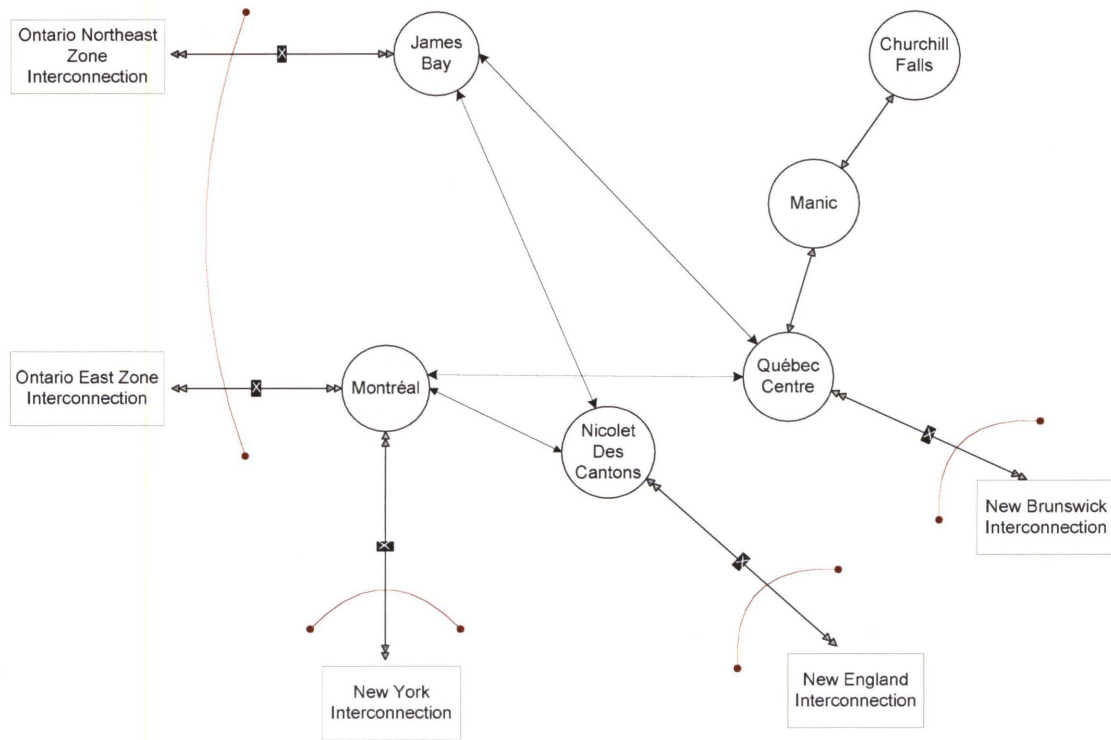 Ontario Northeast
Zone
Interconnection
James
Bay
Churchill
Falls
Manic
Ontario East Zone
Interconnection
Montréal
Québec
Centre
Nicolet
Des
Cantons
New Brunswick
Interconnection
New York
Interconnection
New England
Interconnection